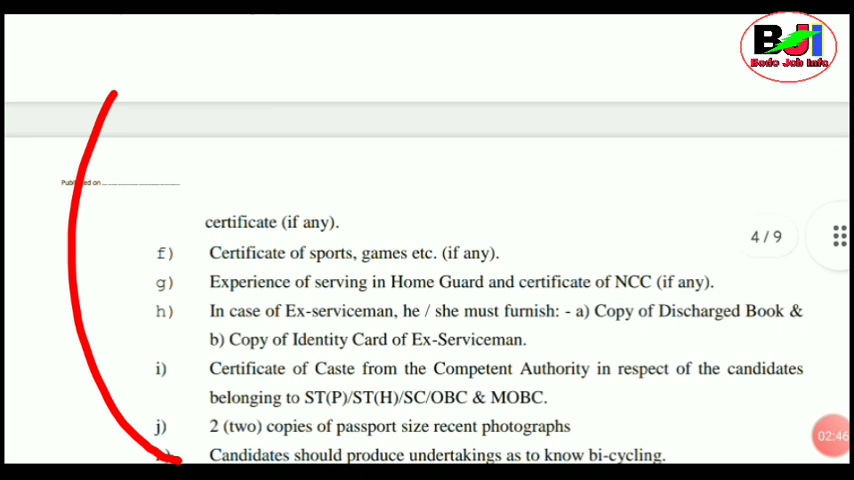 BJI
Bodo Job Info
Published on
certificate (if any).
4 / 9
f) Certificate of sports, games etc. (if any).
g) Experience of serving in Home Guard and certificate of NCC (if any).
h) In case of Ex-serviceman, he / she must furnish: - a) Copy of Discharged Book &
b) Copy of Identity Card of Ex-Serviceman.
i) Certificate of Caste from the Competent Authority in respect of the candidates
belonging to ST(P)/ST(H)/SC/OBC & MOBC.
j) 2 (two) copies of passport size recent photographs
02:46
Candidates should produce undertakings as to know bi-cycling.